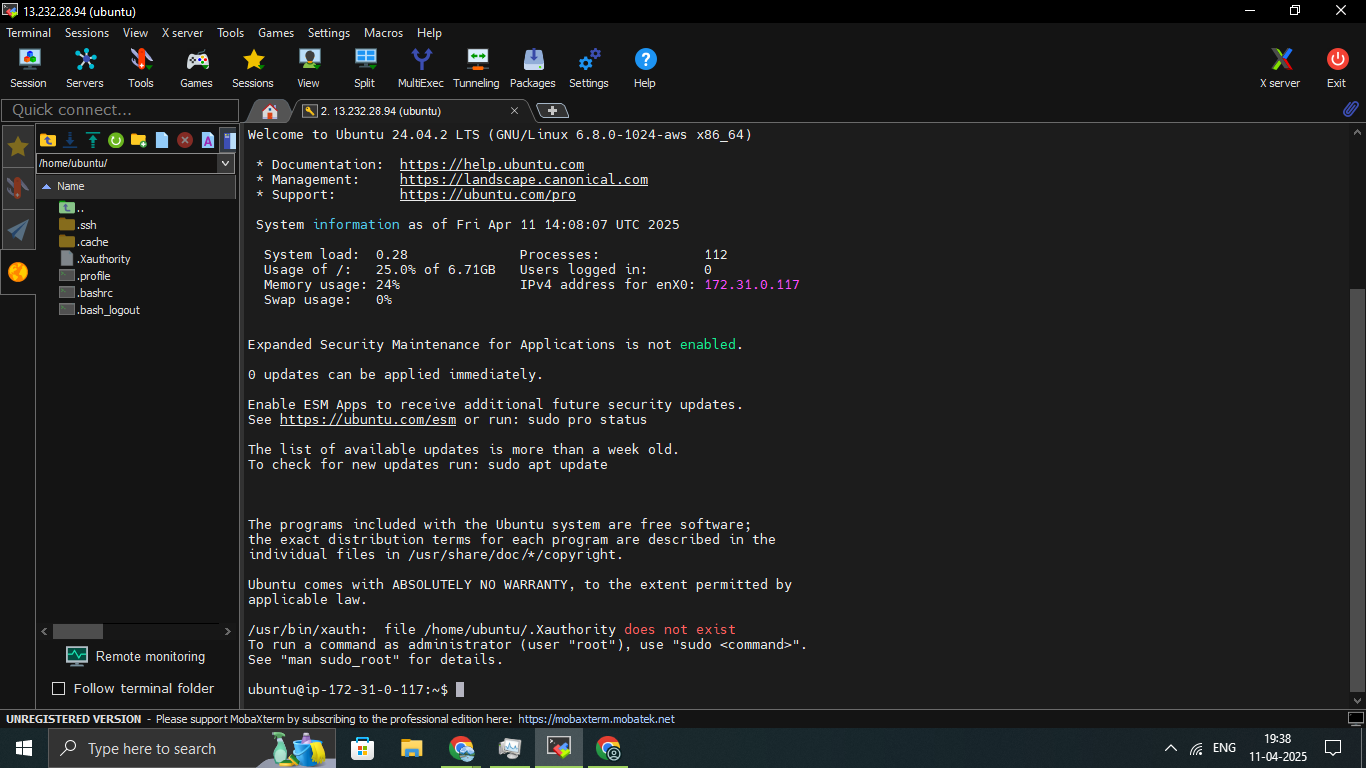 13.232.28.94 (ubuntu)
Terminal Sessions View X server Tools Games Settings Macros Help
Session Servers Tools Games Sessions View Split MultiExec Tunneling Packages Settings Help X server Exit
Quick connect...
2. 13.232.28.94 (ubuntu)
/home/ubuntu/
Name
..
.ssh
.cache
.Xauthority
.profile
.bashrc
.bash_logout
Remote monitoring
Follow terminal folder
Welcome to Ubuntu 24.04.2 LTS (GNU/Linux 6.8.0-1024-aws x86_64)
* Documentation: https://help.ubuntu.com
* Management: https://landscape.canonical.com
* Support: https://ubuntu.com/pro
System information as of Fri Apr 11 14:08:07 UTC 2025
System load: 0.28 Processes: 112
Usage of /: 25.0% of 6.71GB Users logged in: 0
Memory usage: 24% IPv4 address for enX0: 172.31.0.117
Swap usage: 0%
Expanded Security Maintenance for Applications is not enabled.
0 updates can be applied immediately.
Enable ESM Apps to receive additional future security updates.
See https://ubuntu.com/esm or run: sudo pro status
The list of available updates is more than a week old.
To check for new updates run: sudo apt update
The programs included with the Ubuntu system are free software;
the exact distribution terms for each program are described in the
individual files in /usr/share/doc/*/copyright.
Ubuntu comes with ABSOLUTELY NO WARRANTY, to the extent permitted by
applicable law.
/usr/bin/xauth:  file /home/ubuntu/.Xauthority does not exist
To run a command as administrator (user "root"), use "sudo <command>".
See "man sudo_root" for details.
ubuntu@ip-172-31-0-117:~$
UNREGISTERED VERSION - Please support MobaXterm by subscribing to the professional edition here: https://mobaxterm.mobatek.net
Type here to search
ENG
19:38
11-04-2025